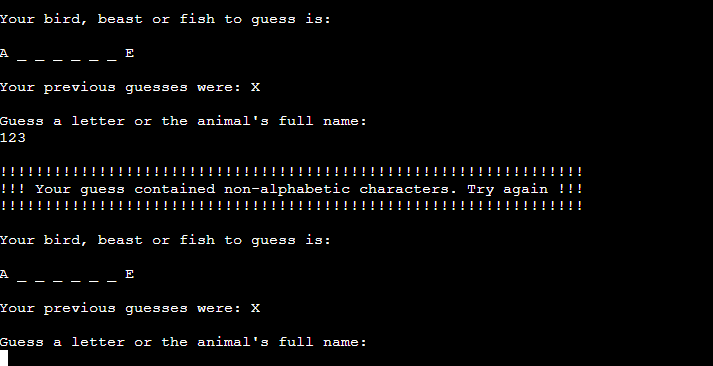 Your bird, beast or fish to guess is:
A _ _ _ _ _ _ E
Your previous guesses were: X
Guess a letter or the animal's full name:
123
!!!!!!!!!!!!!!!!!!!!!!!!!!!!!!!!!!!!!!!!!!!!!!!!!!!!!!!!!!!!!!!!!
!!! Your guess contained non-alphabetic characters. Try again !!!
!!!!!!!!!!!!!!!!!!!!!!!!!!!!!!!!!!!!!!!!!!!!!!!!!!!!!!!!!!!!!!!!!
Your bird, beast or fish to guess is:
A _ _ _ _ _ _ E
Your previous guesses were: X
Guess a letter or the animal's full name: